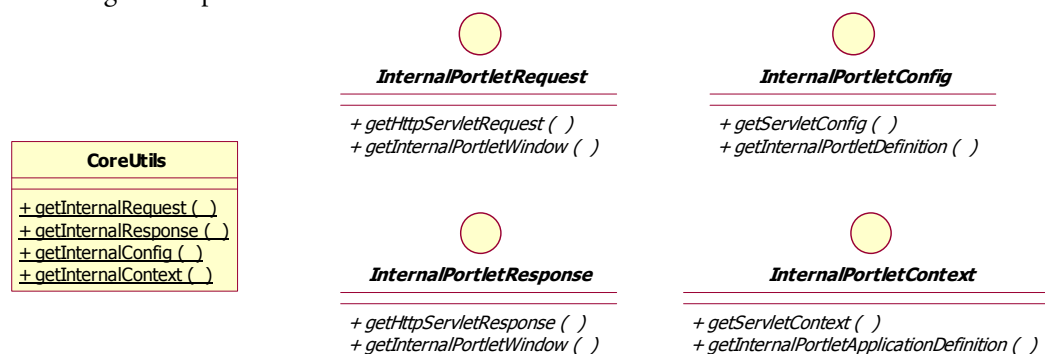 InternalPortletRequest
+ getHttpServletRequest ( )
+ getInternalPortletWindow ( )
InternalPortletConfig
+ getServletConfig ( )
+ getInternalPortletDefinition ( )
CoreUtils
+ getInternalRequest ( )
+ getInternalResponse ( )
+ getInternalConfig ( )
+ getInternalContext ( )
InternalPortletResponse
+ getHttpServletResponse ( )
+ getInternalPortletWindow ( )
InternalPortletContext
+ getServletContext ( )
+ getInternalPortletApplicationDefinition ( )